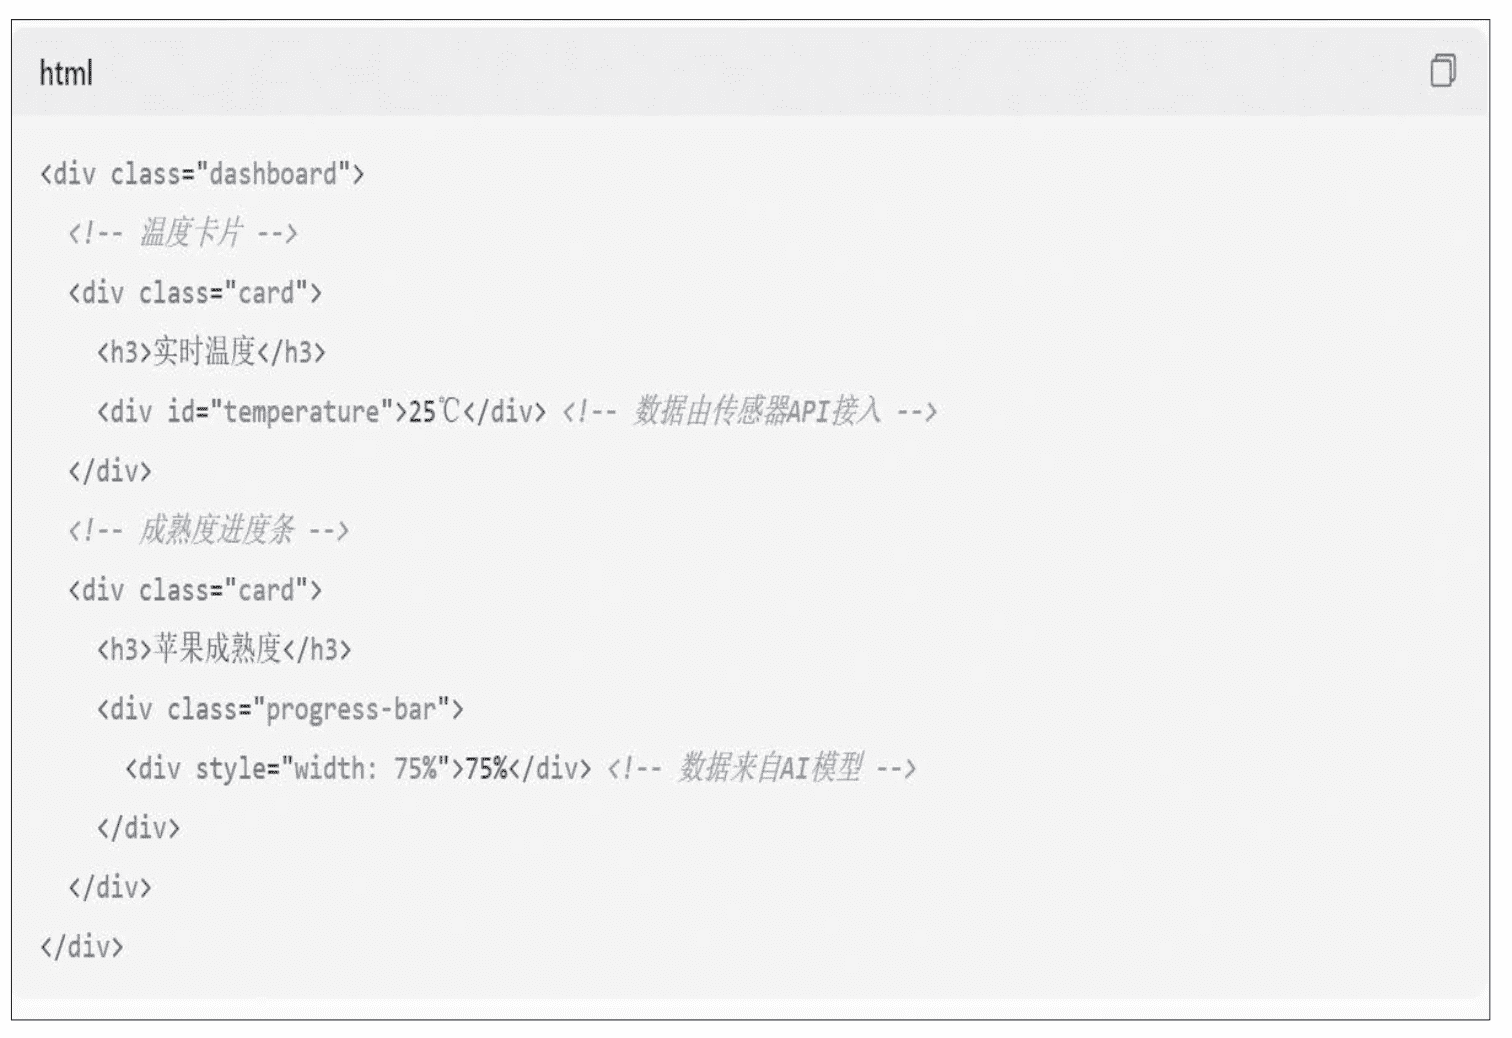 html
<div class="dashboard">
  <!-- 温度卡片 -->
  <div class="card">
    <h3>实时温度</h3>
    <div id="temperature">25℃</div> <!-- 数据由传感器API接入 -->
  </div>
  <!-- 成熟度进度条 -->
  <div class="card">
    <h3>苹果成熟度</h3>
    <div class="progress-bar">
      <div style="width: 75%">75%</div> <!-- 数据来自AI模型 -->
    </div>
  </div>
</div>